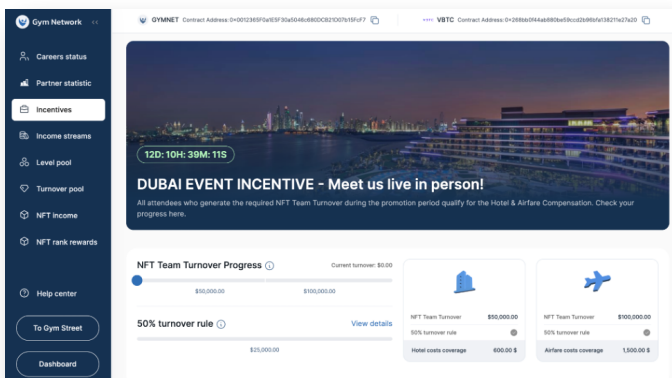 Gym Network
GYMNET Contract Address:
VBTC Contract Address:
Careers status
Partner statistic
Incentives
Income streams
Level pool
Turnover pool
NFT income
NFT rank rewards
Help center
To Gym Street
Dashboard
12D: 10H: 39M: 11S
DUBAI EVENT INCENTIVE - Meet us live in person!
All attendees who generate the required NFT Team Turnover during the promotion period qualify for the Hotel & Airfare Compensation. Check your
progress here.
NFT Team Turnover Progress
Current turnover: $0.00
$50,000.00 $100,000.00
50% turnover rule
View details
$25,000.00
NFT Team Turnover $50,000.00
50% turnover rule
Hotel costs coverage 600.00 $
NFT Team Turnover $100,000.00
50% turnover rule
Airfare costs coverage 1,500.00 $